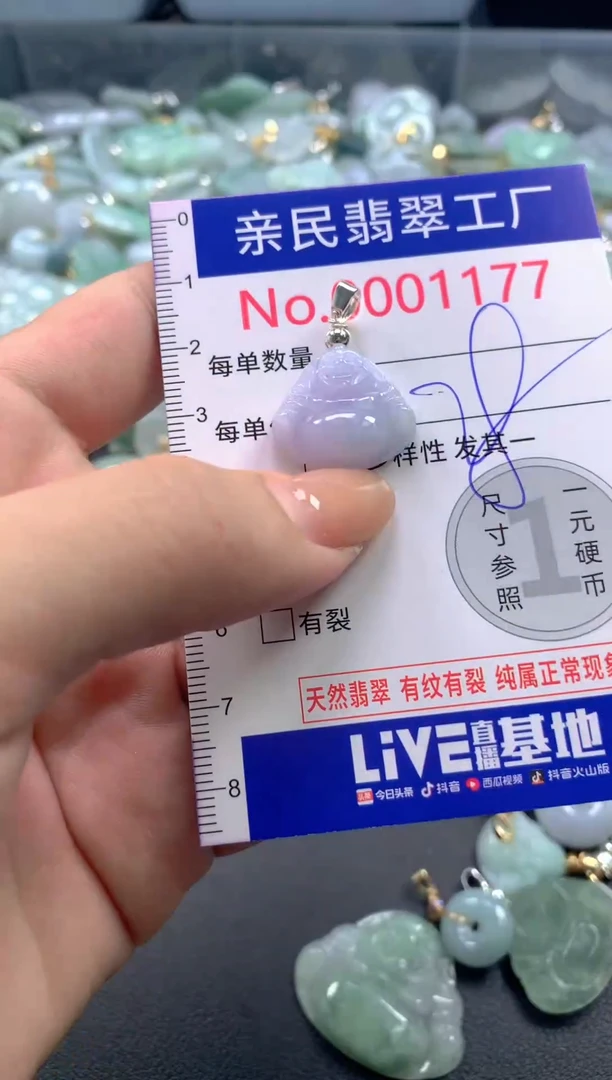 亲民翡翠工厂
No.0001177
每单数量
每单
样性 发其一
尺寸参照
1
一元硬币
有裂
天然翡翠 有纹有裂 纯属正常现象
LiVE直播基地
头条 今日头条 抖音 西瓜视频 抖音火山版
0
1
2
3
6
7
8